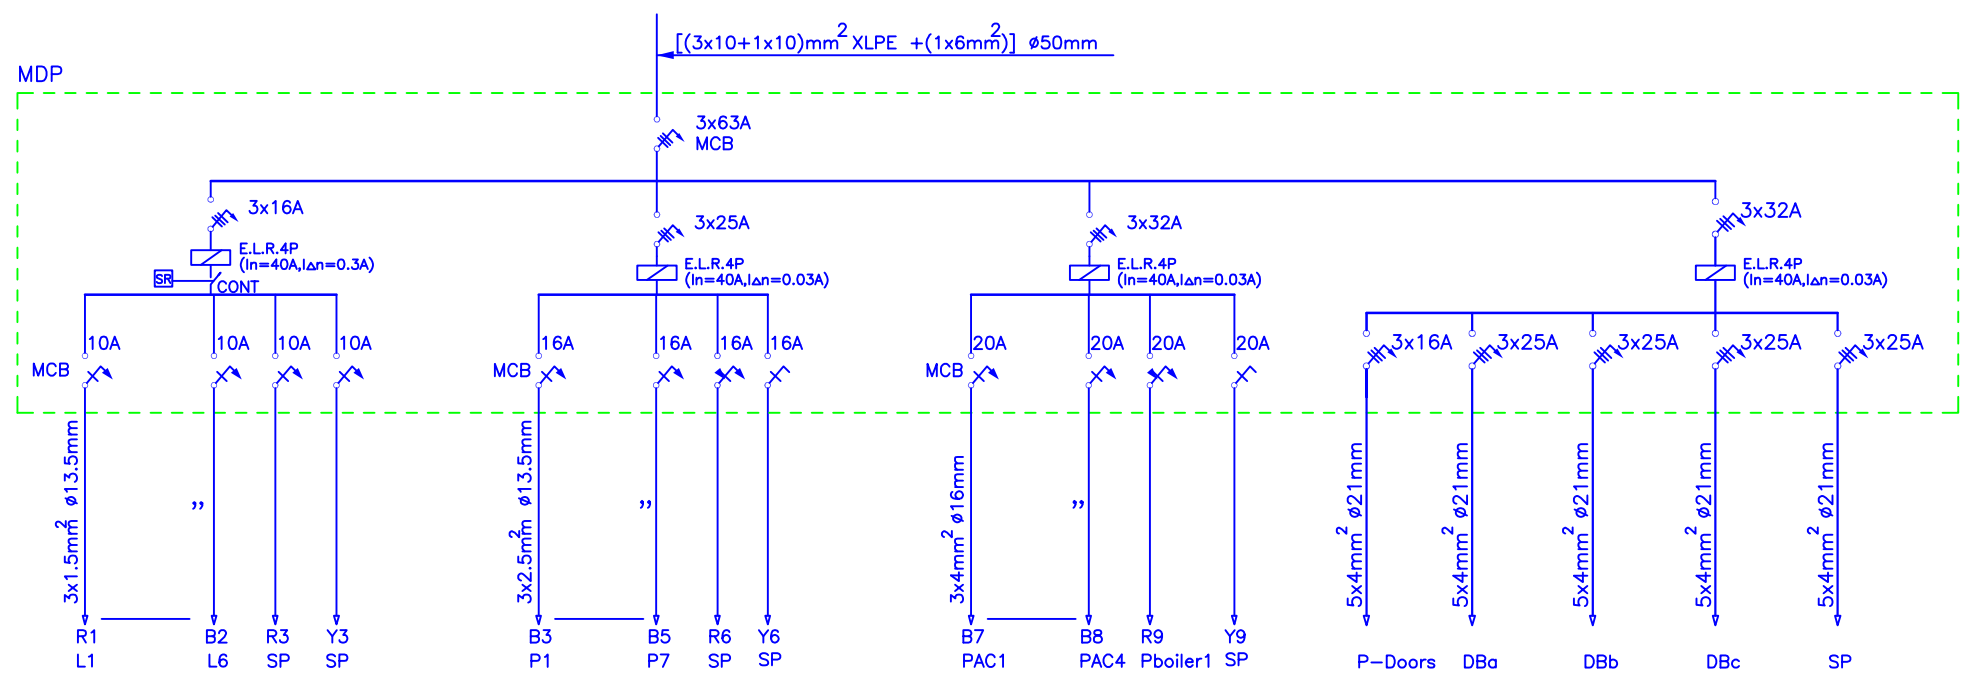 [(3x10+1x10)mm² XLPE +(1x6mm²)] ø50mm
MDP
3x63A
MCB
3x16A
3x25A
3x32A
3x32A
E.L.R.4P
(In=40A,I∆n=0.3A)
E.L.R.4P
(In=40A,I∆n=0.03A)
E.L.R.4P
(In=40A,I∆n=0.03A)
E.L.R.4P
(In=40A,I∆n=0.03A)
SR
CONT
10A 10A 10A 10A
16A 16A 16A 16A
20A 20A 20A 20A
3x16A 3x25A 3x25A 3x25A 3x25A
MCB
MCB
MCB
3x1.5mm² ø13.5mm
,,
3x2.5mm² ø13.5mm
,,
3x4mm² ø16mm
,,
5x4mm² ø21mm
5x4mm² ø21mm
5x4mm² ø21mm
5x4mm² ø21mm
5x4mm² ø21mm
R1 B2 R3 Y3 B3 B5 R6 Y6 B7 B8 R9 Y9
L1 L6 SP SP P1 P7 SP SP PAC1 PAC4 Pboiler1 SP P-Doors DBa DBb DBc SP